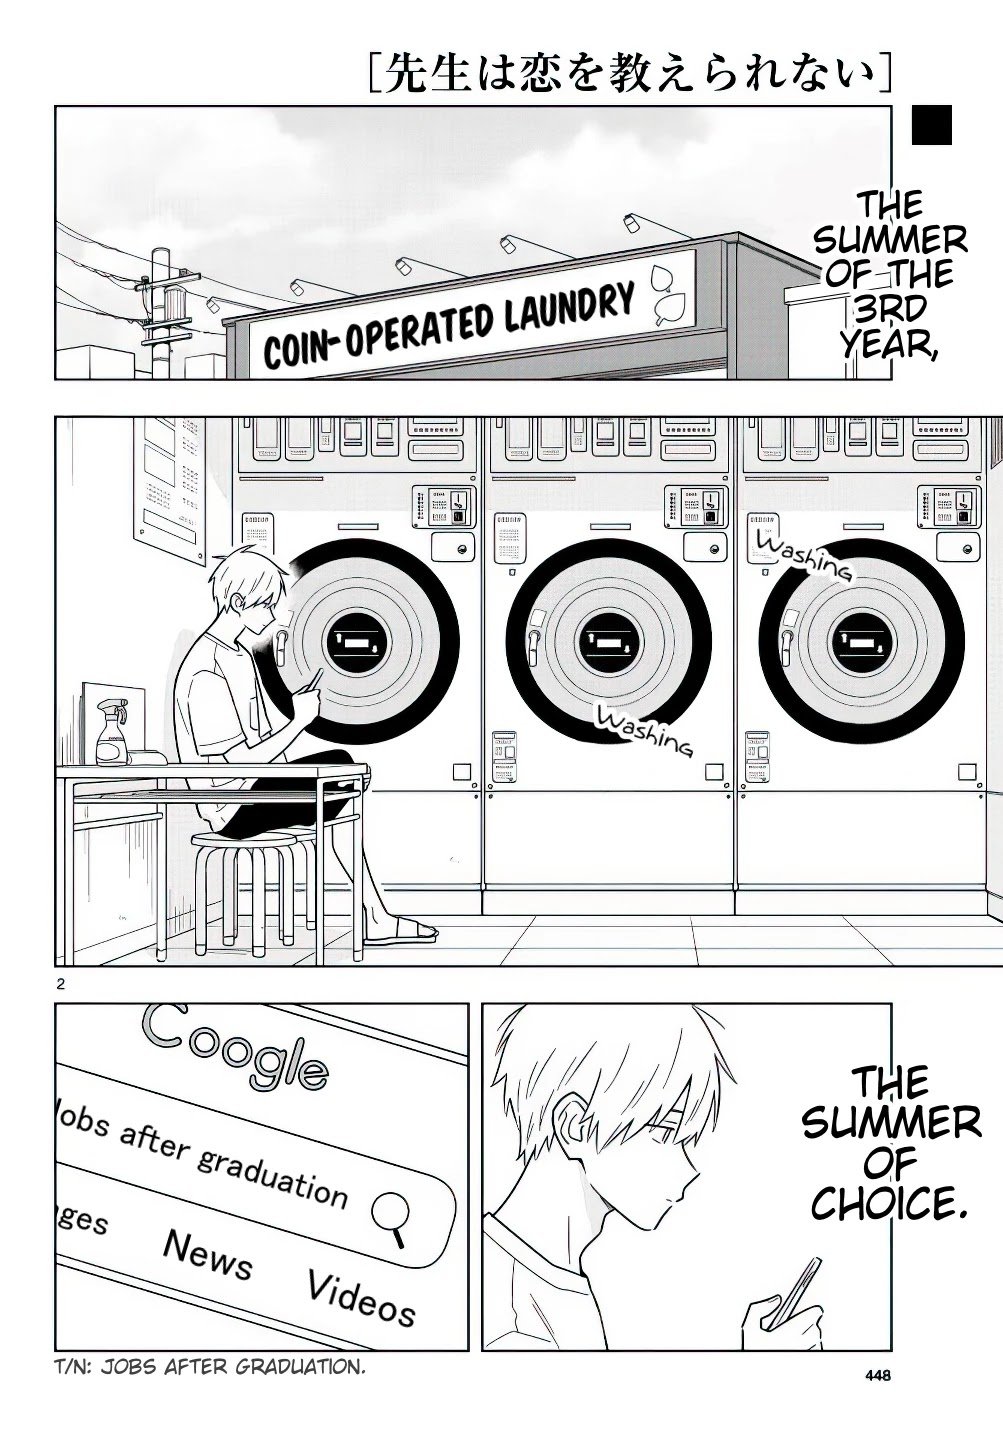 [先生は恋を教えられない]
THE
SUMMER
OF THE
3RD
YEAR,
COIN-OPERATED LAUNDRY
Washing
Washing
2
Coogle
Jobs after graduation
ages
News
Videos
THE
SUMMER
OF
CHOICE.
T/N: JOBS AFTER GRADUATION.
448